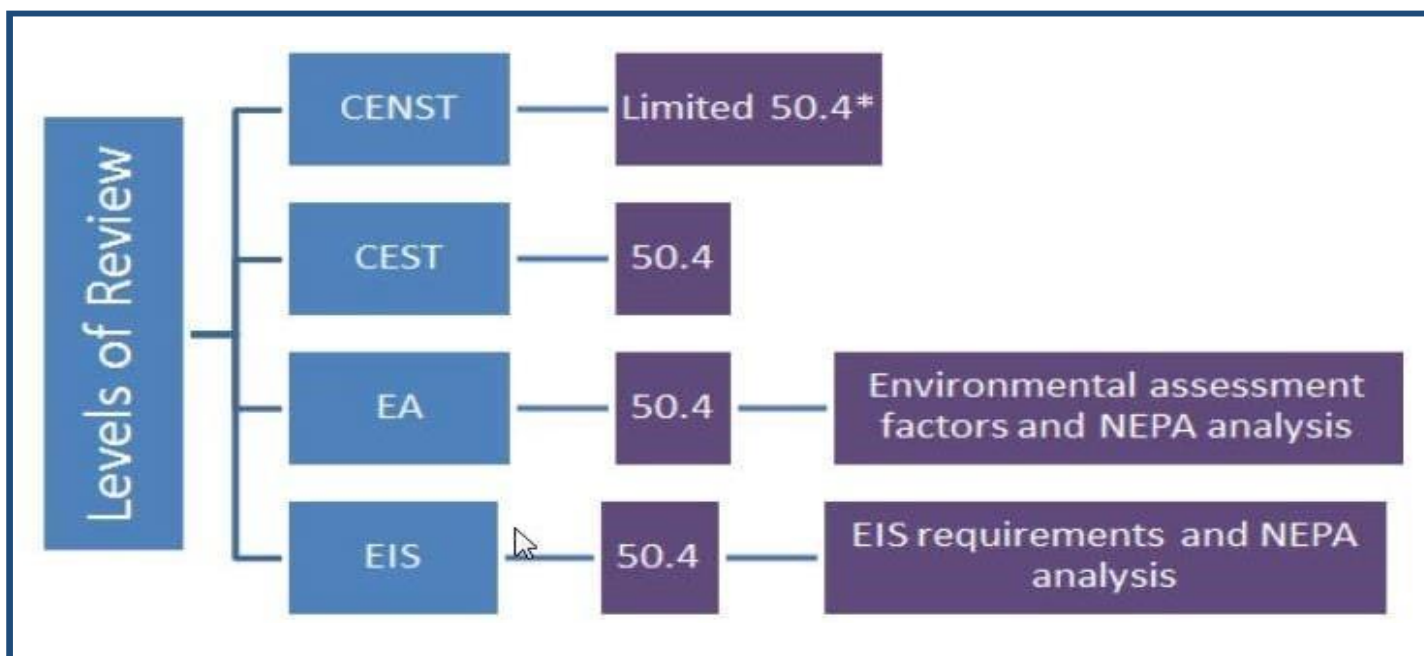 Levels of Review
CENST
Limited 50.4*
CEST
50.4
EA
50.4
Environmental assessment
factors and NEPA analysis
EIS
50.4
EIS requirements and NEPA
analysis